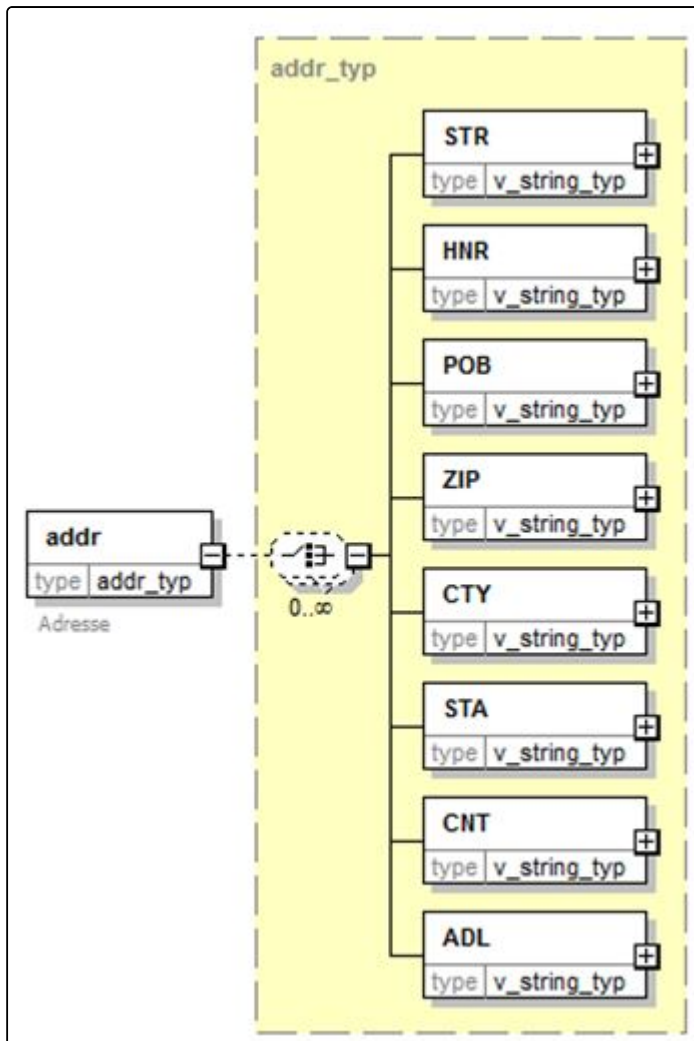 addr_typ
STR
type v_string_typ
HNR
type v_string_typ
POB
type v_string_typ
ZIP
type v_string_typ
addr
type addr_typ
Adresse
0..∞
CTY
type v_string_typ
STA
type v_string_typ
CNT
type v_string_typ
ADL
type v_string_typ